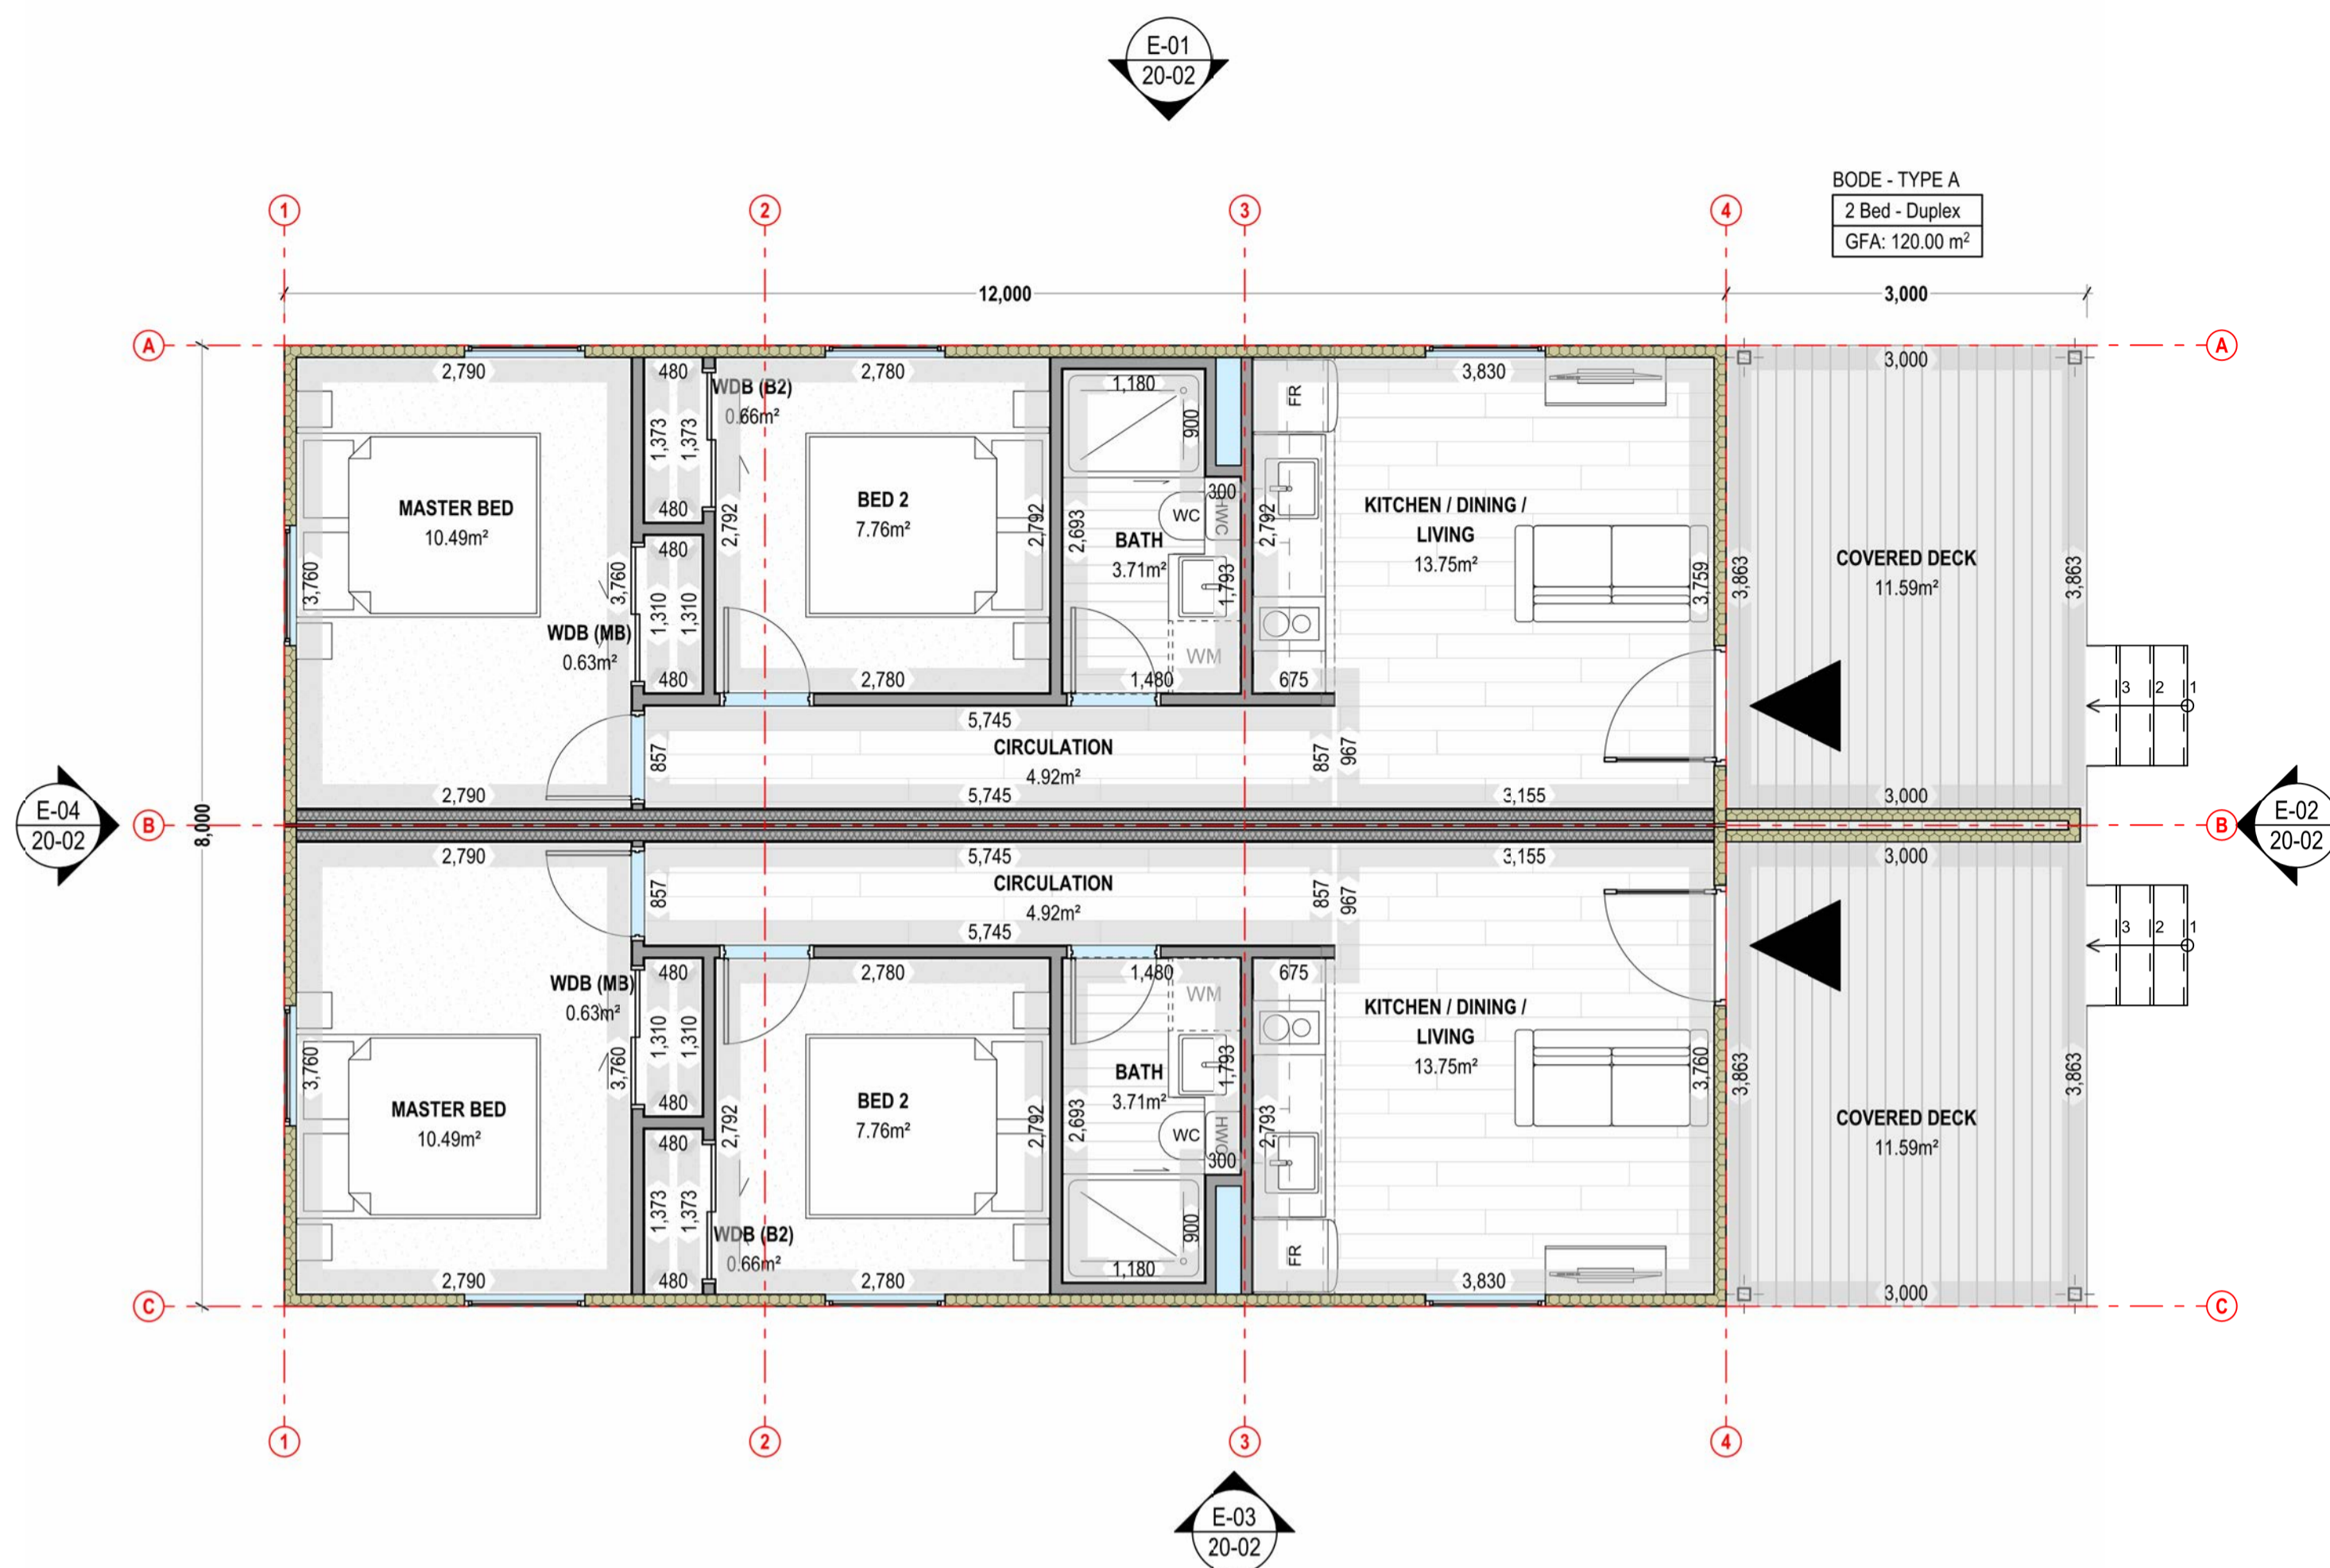 E-01
20-02
BODE - TYPE A
2 Bed - Duplex
GFA: 120.00 m²
1
2
3
4
12,000
3,000
A
A
2,790
480
WDB (B2)
0.66m²
2,780
1,180
900
FR
3,830
3,000
1,373
1,373
480
MASTER BED
10.49m²
BED 2
7.76m²
2,792
2,792
2,693
300
WC
HWC
BATH
3.71m²
2,792
KITCHEN / DINING /
LIVING
13.75m²
3,759
3,863
COVERED DECK
11.59m²
3,863
3,760
3,760
480
1,310
1,310
1,793
WDB (MB)
0.63m²
WM
480
2,780
1,480
675
3
2
1
5,745
CIRCULATION
4.92m²
857
857
967
2,790
5,745
3,155
3,000
E-04
20-02
8,000
B
B
E-02
20-02
2,790
5,745
3,155
3,000
CIRCULATION
4.92m²
857
857
967
5,745
3
2
1
480
2,780
1,480
675
WDB (MB)
0.63m²
WM
KITCHEN / DINING /
LIVING
13.75m²
1,310
1,310
1,793
3,760
3,760
480
MASTER BED
10.49m²
BED 2
7.76m²
BATH
3.71m²
3,760
3,863
3,863
COVERED DECK
11.59m²
2,792
2,792
2,693
WC
HWC
2,793
480
300
1,373
1,373
WDB (B2)
0.66m²
900
FR
2,790
480
2,780
1,180
3,830
3,000
C
C
1
2
3
4
E-03
20-02